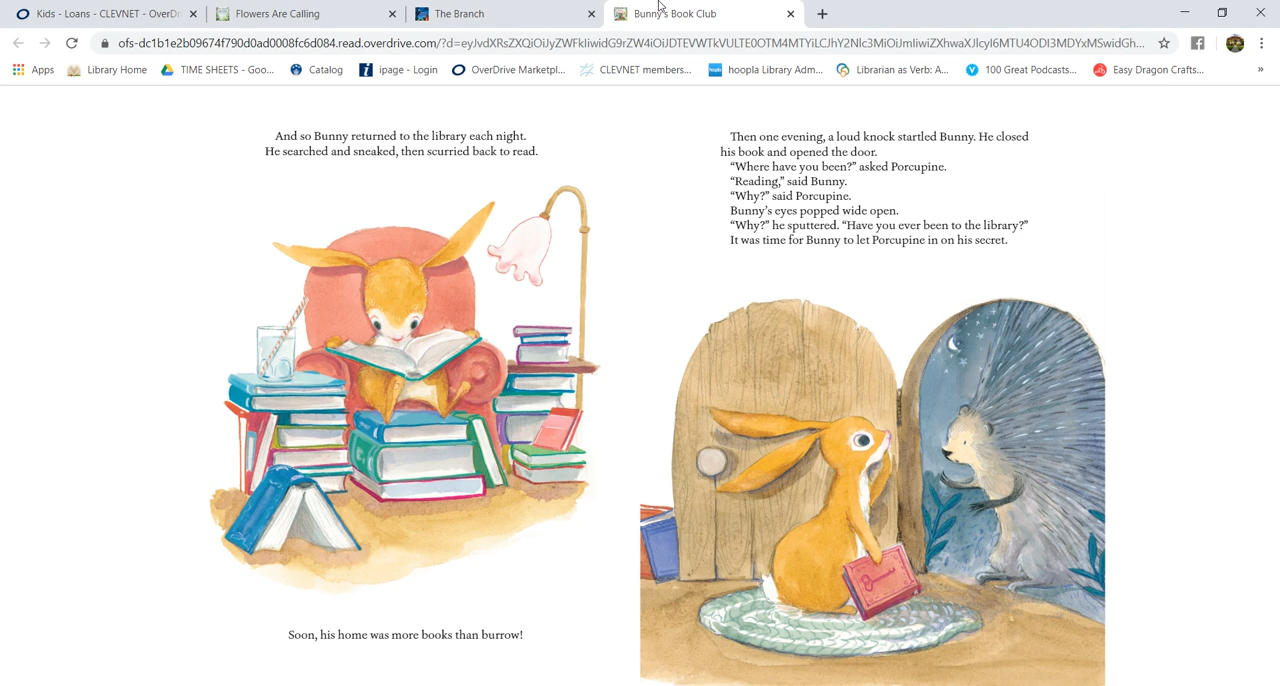 Kids - Loans - CLEVNET - OverDri
Flowers Are Calling
The Branch
Bunny's Book Club
ofs-dc1b1e2b09674f790d0ad0008fc6d084.read.overdrive.com/?d=eyJvdXRsZXQiOiJyZWFkIiwidG9rZW4iOiJDTEVWTkVULTE0OTM4MTYiLCJhY2Nlc3MiOiJmIiwiZXhwaXJlcyI6MTU4ODI3MDYxMSwidGh...
Apps
Library Home
TIME SHEETS - Goo...
Catalog
ipage - Login
OverDrive Marketpl...
CLEVNET members...
hoopla Library Adm...
Librarian as Verb: A...
100 Great Podcasts...
Easy Dragon Crafts...
»
And so Bunny returned to the library each night.
He searched and sneaked, then scurried back to read.
Soon, his home was more books than burrow!
Then one evening, a loud knock startled Bunny. He closed
his book and opened the door.
“Where have you been?” asked Porcupine.
“Reading,” said Bunny.
“Why?” said Porcupine.
Bunny’s eyes popped wide open.
“Why?” he sputtered. “Have you ever been to the library?”
It was time for Bunny to let Porcupine in on his secret.